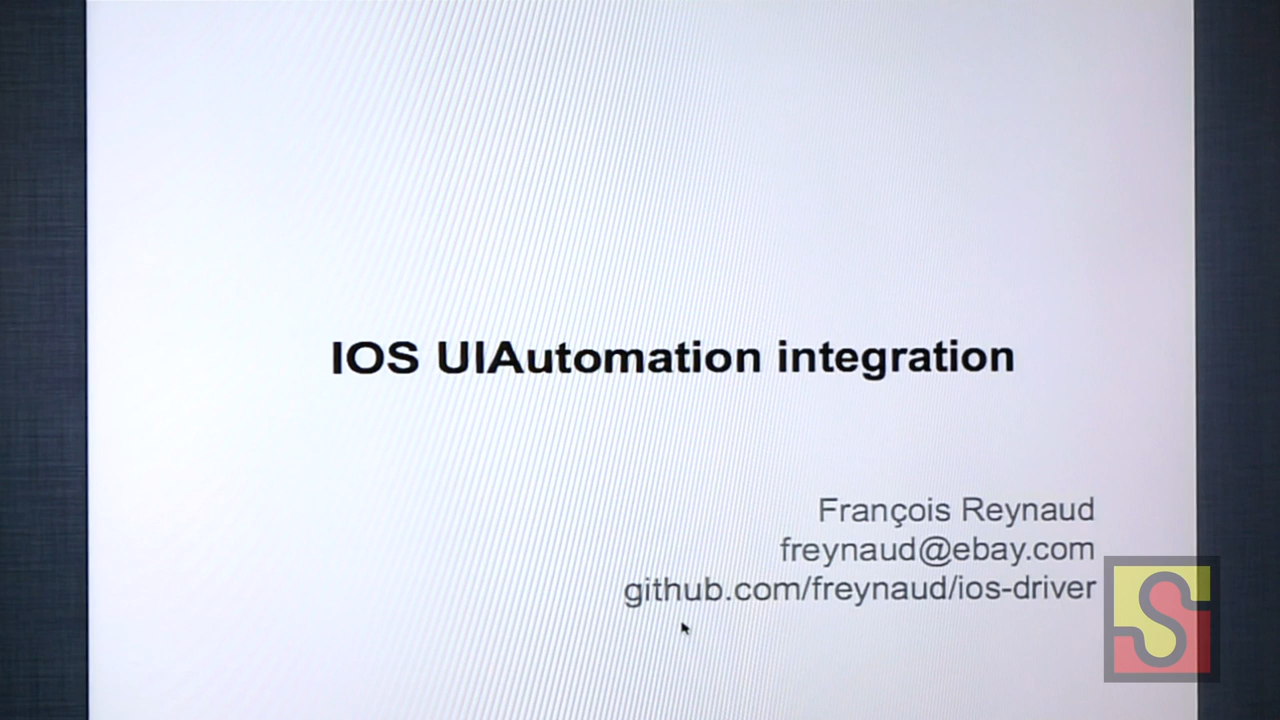 IOS UIAutomation integration
François Reynaud
freynaud@ebay.com
github.com/freynaud/ios-driver